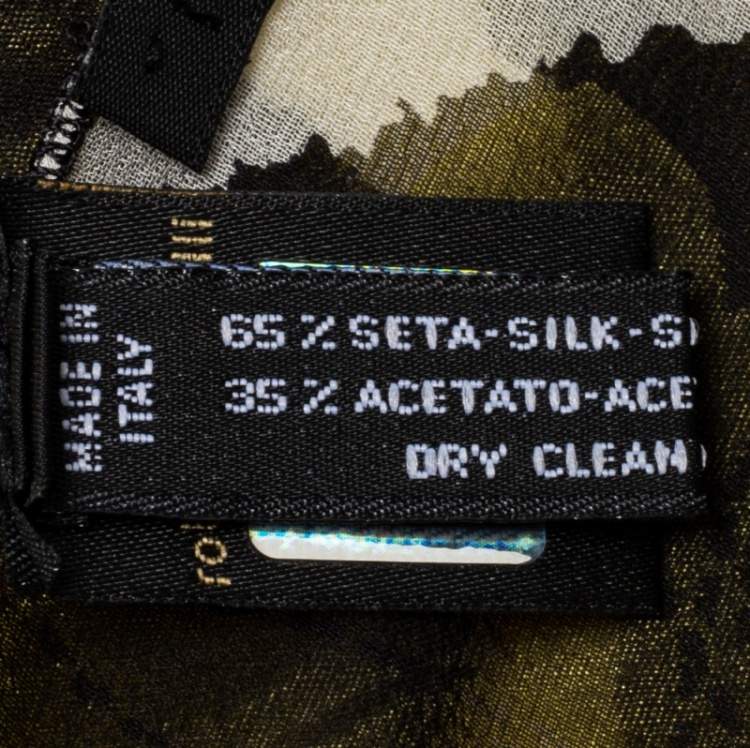 MADE IN
ITALY
65 % SETA-SILK-S
35 % ACETATO-ACE
DRY CLEAN